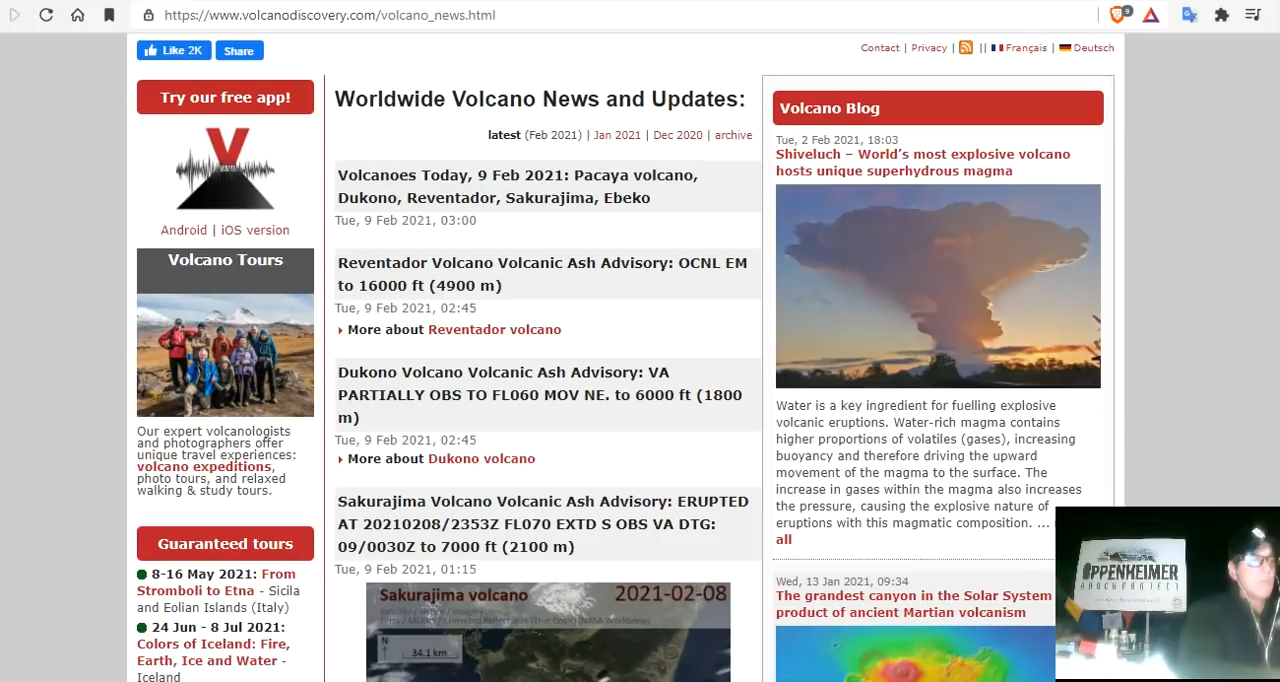 https://www.volcanodiscovery.com/volcano_news.html
9
Like 2K
Share
Contact | Privacy | || Français | Deutsch
Try our free app!
V
Android | iOS version
Volcano Tours
Our expert volcanologists
and photographers offer
unique travel experiences:
volcano expeditions,
photo tours, and relaxed
walking & study tours.
Guaranteed tours
8-16 May 2021: From
Stromboli to Etna - Sicila
and Eolian Islands (Italy)
24 Jun - 8 Jul 2021:
Colors of Iceland: Fire,
Earth, Ice and Water -
Iceland
Worldwide Volcano News and Updates:
latest (Feb 2021) | Jan 2021 | Dec 2020 | archive
Volcanoes Today, 9 Feb 2021: Pacaya volcano,
Dukono, Reventador, Sakurajima, Ebeko
Tue, 9 Feb 2021, 03:00
Reventador Volcano Volcanic Ash Advisory: OCNL EM
to 16000 ft (4900 m)
Tue, 9 Feb 2021, 02:45
More about Reventador volcano
Dukono Volcano Volcanic Ash Advisory: VA
PARTIALLY OBS TO FL060 MOV NE. to 6000 ft (1800
m)
Tue, 9 Feb 2021, 02:45
More about Dukono volcano
Sakurajima Volcano Volcanic Ash Advisory: ERUPTED
AT 20210208/2353Z FL070 EXTD S OBS VA DTG:
09/0030Z to 7000 ft (2100 m)
Tue, 9 Feb 2021, 01:15
Sakurajima volcano 2021-02-08
Satellite / sensor / imagery:
Terra / MODIS / Corrected Reflective (True Color) (NASA Worldview)
N
34.1 km
Volcano Blog
Tue, 2 Feb 2021, 18:03
Shiveluch – World's most explosive volcano
hosts unique superhydrous magma
Water is a key ingredient for fuelling explosive
volcanic eruptions. Water-rich magma contains
higher proportions of volatiles (gases), increasing
buoyancy and therefore driving the upward
movement of the magma to the surface. The
increase in gases within the magma also increases
the pressure, causing the explosive nature of
eruptions with this magmatic composition. ...
all
Wed, 13 Jan 2021, 09:34
The grandest canyon in the Solar System
product of ancient Martian volcanism
OPPENHEIMER
RANCH PROJECT